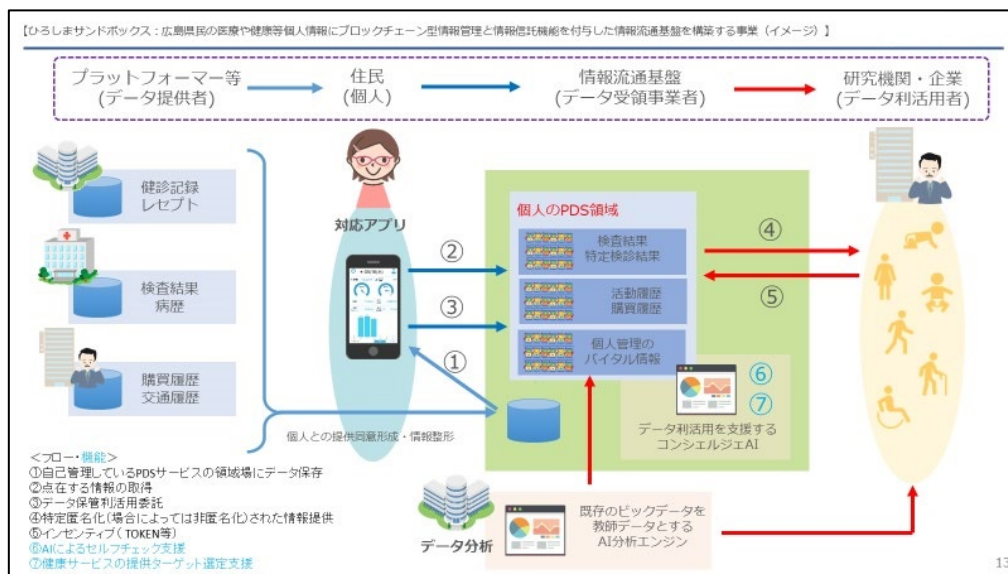 【ひろしまサンドボックス：広島県民の医療や健康等個人情報にブロックチェーン型情報管理と情報信託機能を付与した情報流通基盤を構築する事業（イメージ）】
プラットフォーマー等
(データ提供者)
住民
(個人)
情報流通基盤
(データ受領事業者)
研究機関・企業
(データ利活用者)
健診記録
レセプト
検査結果
病歴
購買履歴
交通履歴
対応アプリ
②
③
①
個人のPDS領域
検査結果
特定検診結果
活動履歴
購買履歴
個人管理の
バイタル情報
④
⑤
⑥
⑦
データ利活用を支援する
コンシェルジェAI
個人との提供同意形成・情報整形
<フロー・機能>
①自己管理しているPDSサービスの領域場にデータ保存
②点在する情報の取得
③データ保管利活用委託
④特定匿名化(場合によっては非匿名化)された情報提供
⑤インセンティブ( TOKEN等)
⑥AIによるセルフチェック支援
⑦健康サービスの提供ターゲット選定支援
データ分析
既存のビックデータを
教師データとする
AI分析エンジン
13